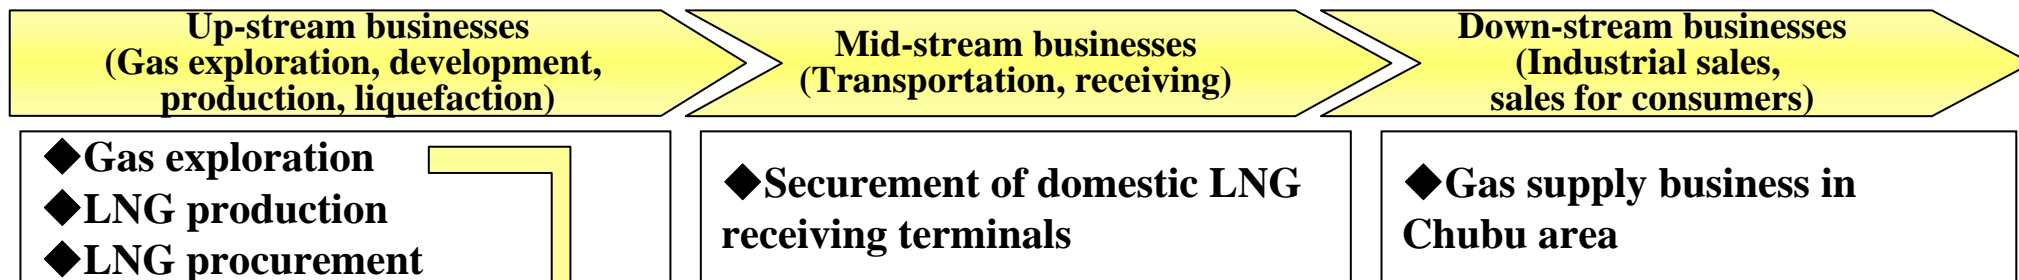 Up-stream businesses
(Gas exploration, development,
production, liquefaction)
Mid-stream businesses
(Transportation, receiving)
Down-stream businesses
(Industrial sales,
sales for consumers)
◆Gas exploration
◆LNG production
◆LNG procurement
◆Securement of domestic LNG
receiving terminals
◆Gas supply business in
Chubu area